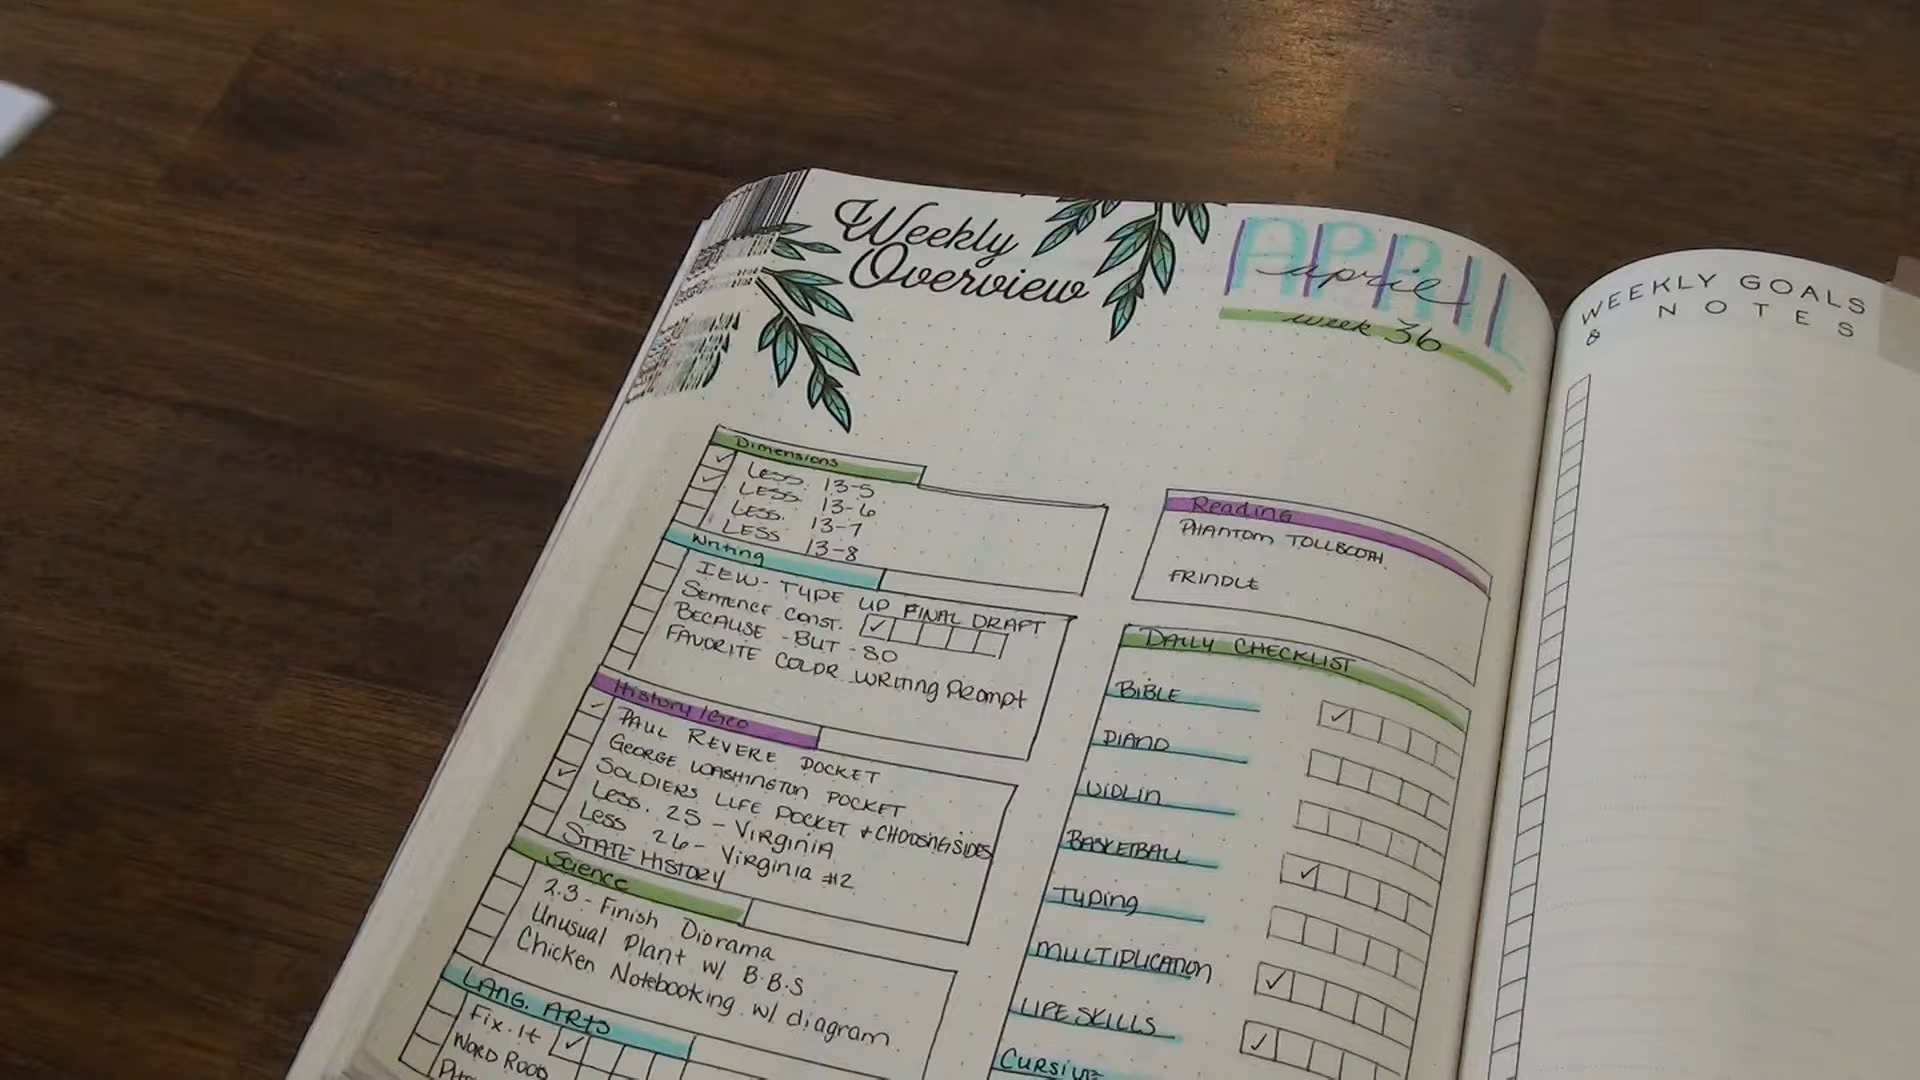 Weekly
Overview
APRIL
april
week 36
Dimensions
LESS. 13-5
LESS. 13-6
LESS. 13-7
LESS 13-8
Writing
IEW- TYPE UP FINAL DRAFT
SENTENCE CONST.
BECAUSE -BUT -SO
FAVORITE COLOR WRITING PROMPT
History/Geo
PAUL REVERE POCKET
GEORGE WASHINGTON POCKET
SOLDIERS LIFE POCKET + CHOOSING SIDES
LESS. 25 - VIRGINIA
LESS 26 - VIRGINIA #2
STATE HISTORY
Science
2.3 - Finish Diorama
Unusual Plant w/ B.B.S
Chicken Notebooking w/ diagram
LANG. ARTS
Fix-It
WORD ROOD
Reading
PHANTOM TOLLBOOTH
FRINDLE
DAILY CHECKLIST
BIBLE
PIANO
VIOLIN
BASKETBALL
TYPING
MULTIPLICATION
LIFE SKILLS
CURSIVE
WEEKLY GOALS
& NOTES